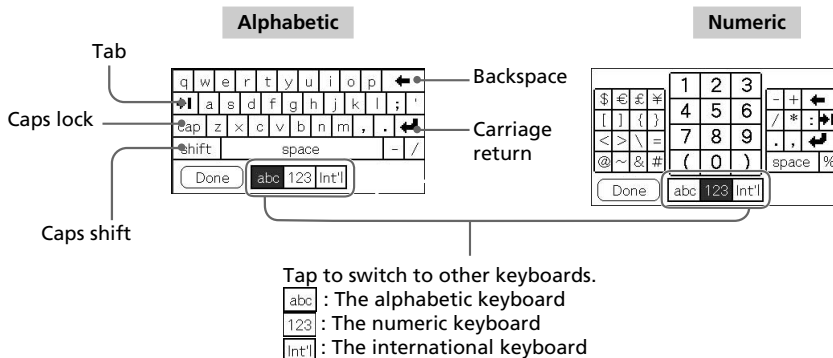 Alphabetic
Numeric
Tab
Caps lock
Caps shift
Backspace
Carriage
return
q w e r t y u i o p
a s d f g h j k l ; '
cap z x c v b n m , .
shift space - /
Done abc 123 Int'l
1 2 3
$ € £ ¥ 4 5 6 - +
[ ] { } 7 8 9 / * :
< > \ = ( 0 ) . ,
@ ~ & # space %
Done abc 123 Int'l
Tap to switch to other keyboards.
abc : The alphabetic keyboard
123 : The numeric keyboard
Int'l : The international keyboard